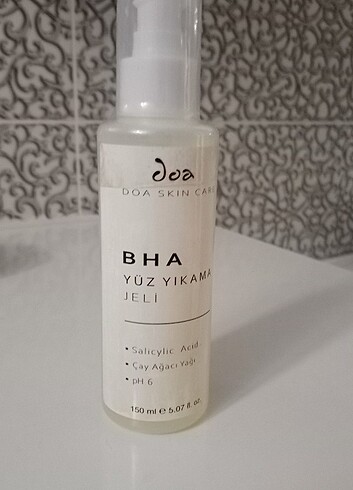 doa
DOA SKIN CARE
BHA
YÜZ YIKAMA
JELİ
• Salicylic Acid
• Çay Ağacı Yağı
• pH 6
150 ml e 5.07 fl. oz.